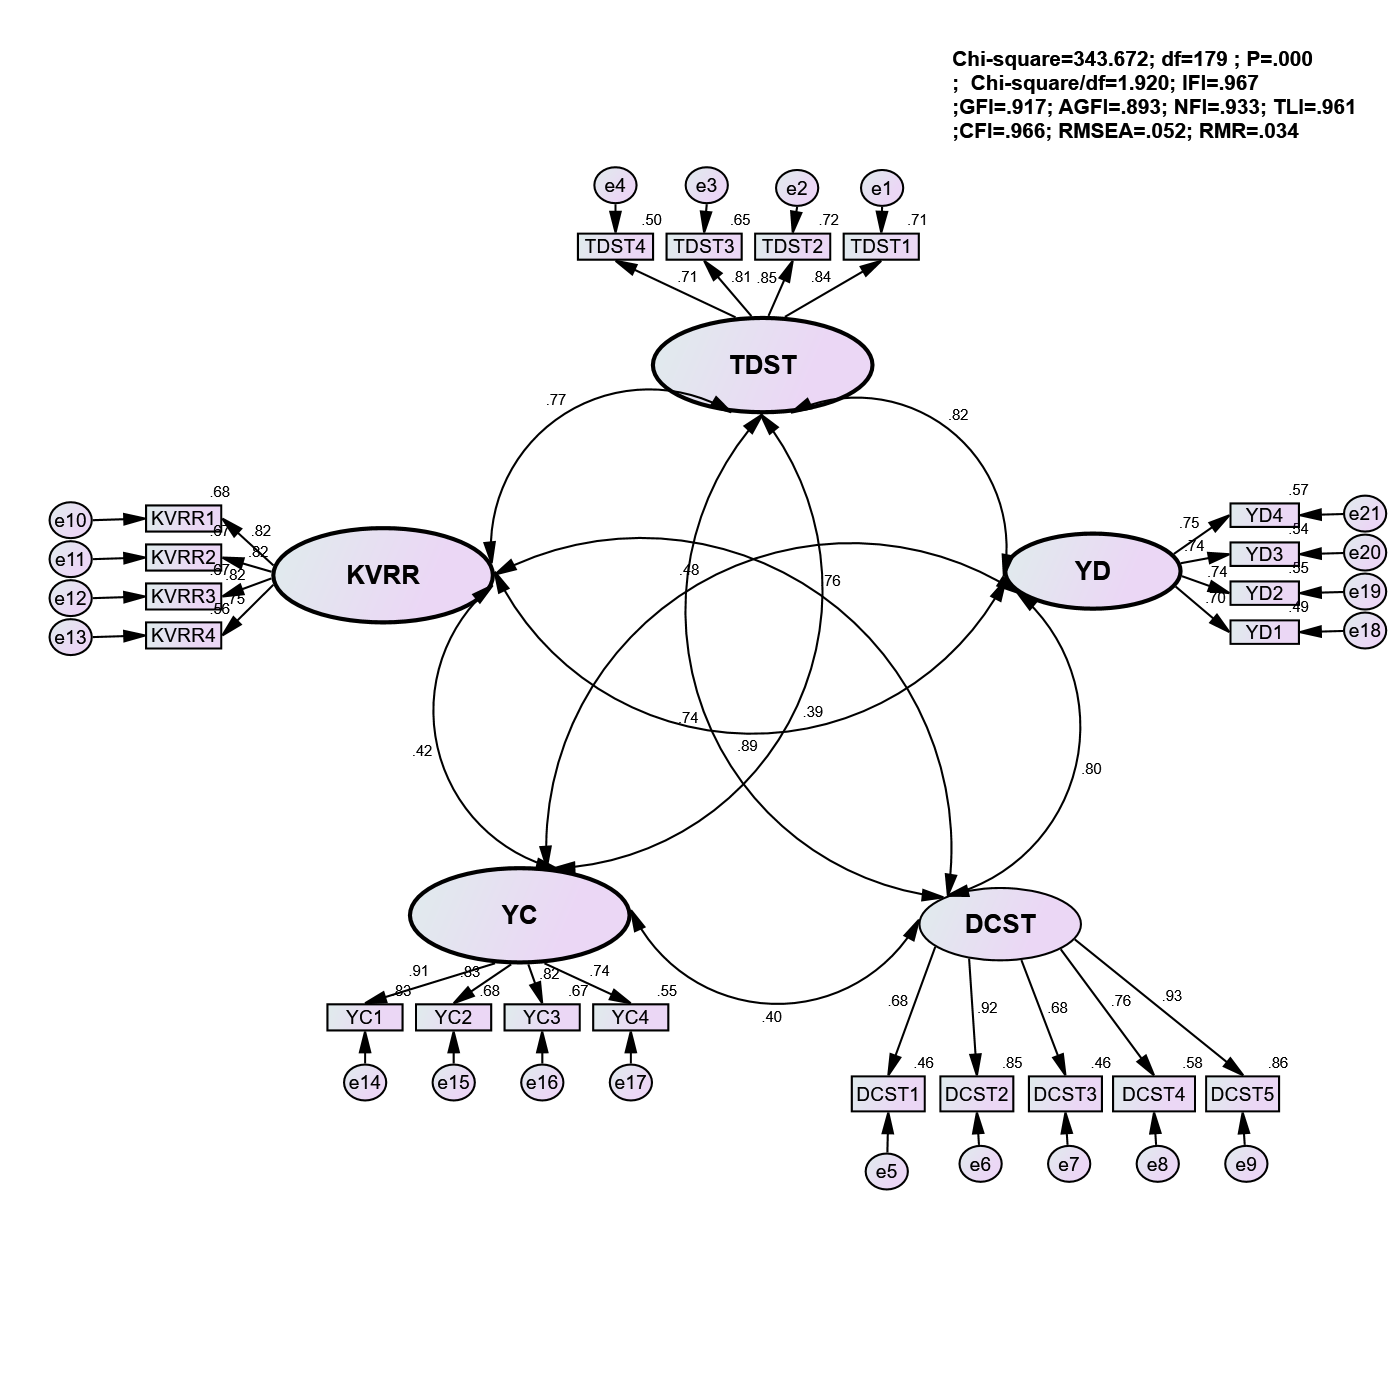 Chi-square=343.672; df=179 ; P=.000
;  Chi-square/df=1.920; IFI=.967
;GFI=.917; AGFI=.893; NFI=.933; TLI=.961
;CFI=.966; RMSEA=.052; RMR=.034
e4 e3 e2 e1
.50 .65 .72 .71
TDST4 TDST3 TDST2 TDST1
.71 .81 .85 .84
TDST
.77 .82
.68
e10 KVRR1 .82
.67
e11 KVRR2 .82
.67
e12 KVRR3 .82
.56 .75
e13 KVRR4
KVRR
YD
.57
.75 YD4 e21
.54
.74 YD3 e20
.55
.74 YD2 e19
.49
.70 YD1 e18
.48 .76
.74 .39
.42 .89 .80
YC
DCST
.91 .83 .82 .74
.83 .68 .67 .55
YC1 YC2 YC3 YC4
e14 e15 e16 e17
.40
.68 .92 .68 .76 .93
.46 .85 .46 .58 .86
DCST1 DCST2 DCST3 DCST4 DCST5
e5 e6 e7 e8 e9